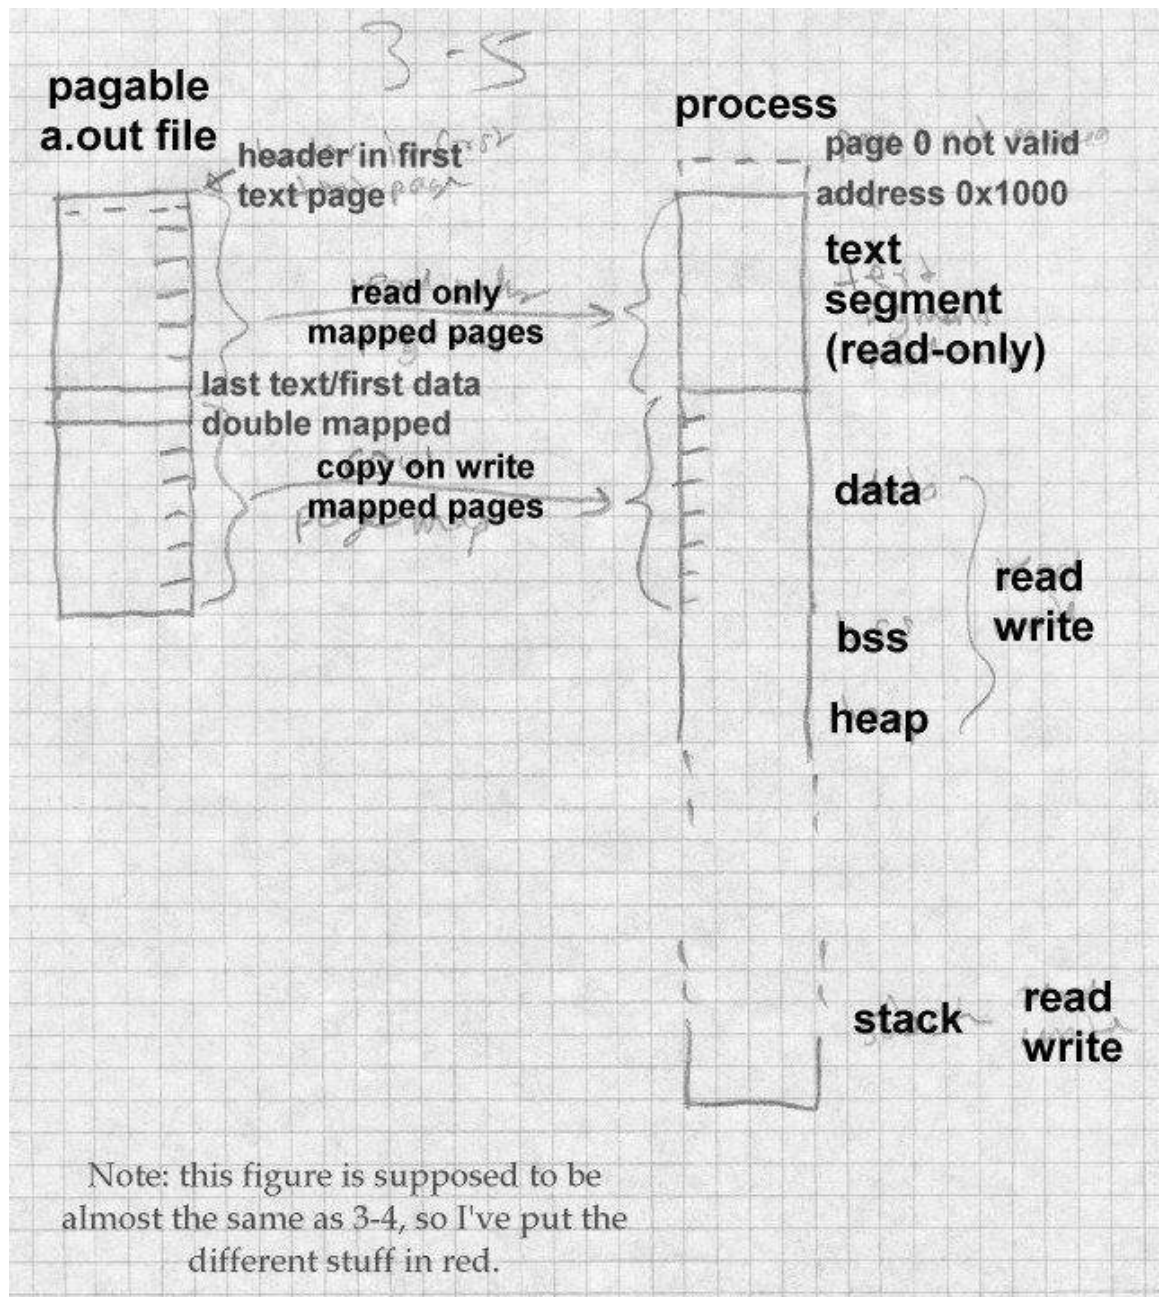 3-5
pagable
a.out file
header in first
text page
process
page 0 not valid
address 0x1000
text
segment
(read-only)
read only
mapped pages
last text/first data
double mapped
copy on write
mapped pages
data
read
write
bss
heap
stack
read
write
Note: this figure is supposed to be
almost the same as 3-4, so I've put the
different stuff in red.